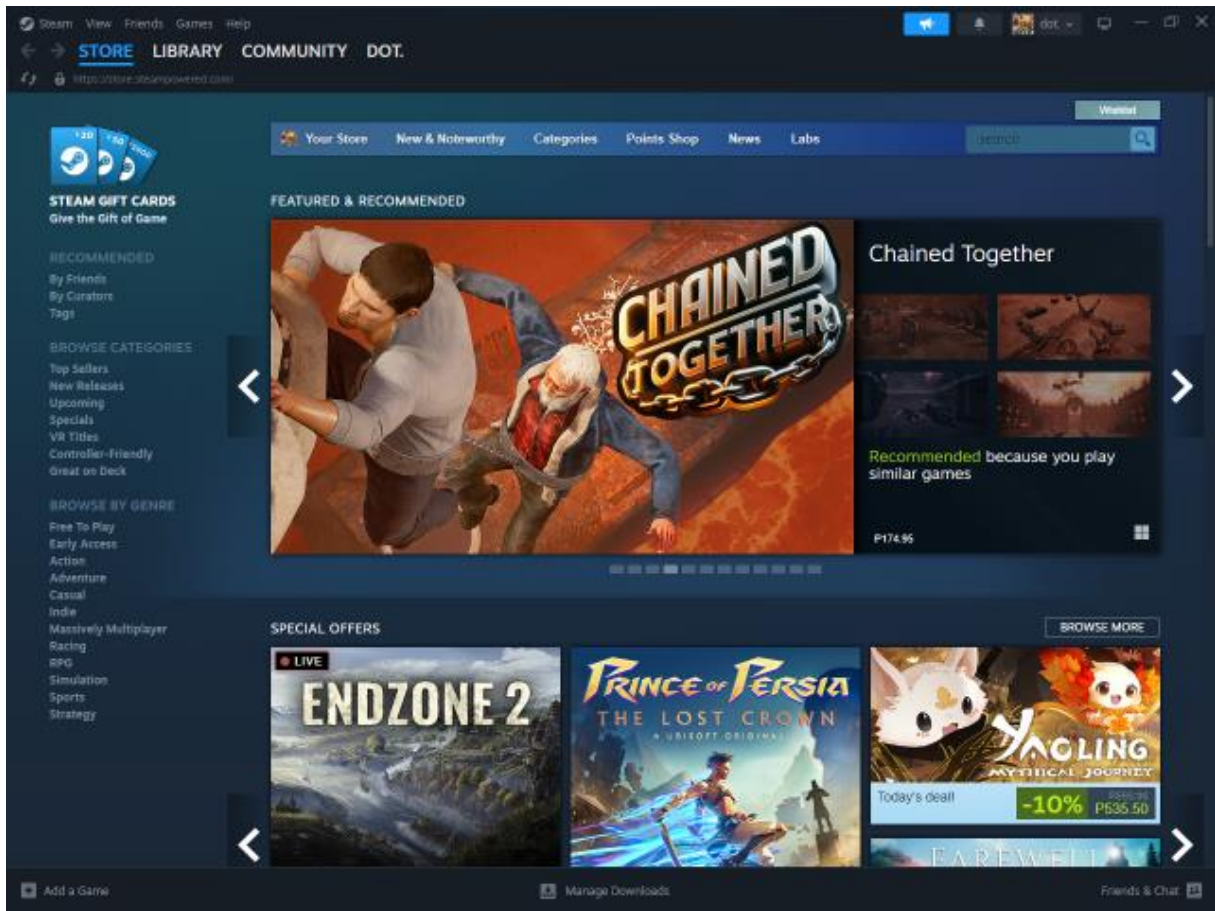 Steam View Friends Games Help
dot.
STORE LIBRARY COMMUNITY DOT.
https://store.steampowered.com/
Wishlist
Your Store New & Noteworthy Categories Points Shop News Labs
search
STEAM GIFT CARDS
Give the Gift of Game
RECOMMENDED
By Friends
By Curators
Tags
BROWSE CATEGORIES
Top Sellers
New Releases
Upcoming
Specials
VR Titles
Controller-Friendly
Great on Deck
BROWSE BY GENRE
Free To Play
Early Access
Action
Adventure
Casual
Indie
Massively Multiplayer
Racing
RPG
Simulation
Sports
Strategy
FEATURED & RECOMMENDED
CHAINED
TOGETHER
Chained Together
Recommended because you play
similar games
P174.95
SPECIAL OFFERS
BROWSE MORE
LIVE
ENDZONE 2
PRINCE OF PERSIA
THE LOST CROWN
A UBISOFT ORIGINAL
YAOLING
MYTHICAL JOURNEY
Today's deal!
-10%
P535.50
FAREWELL
Add a Game
Manage Downloads
Friends & Chat